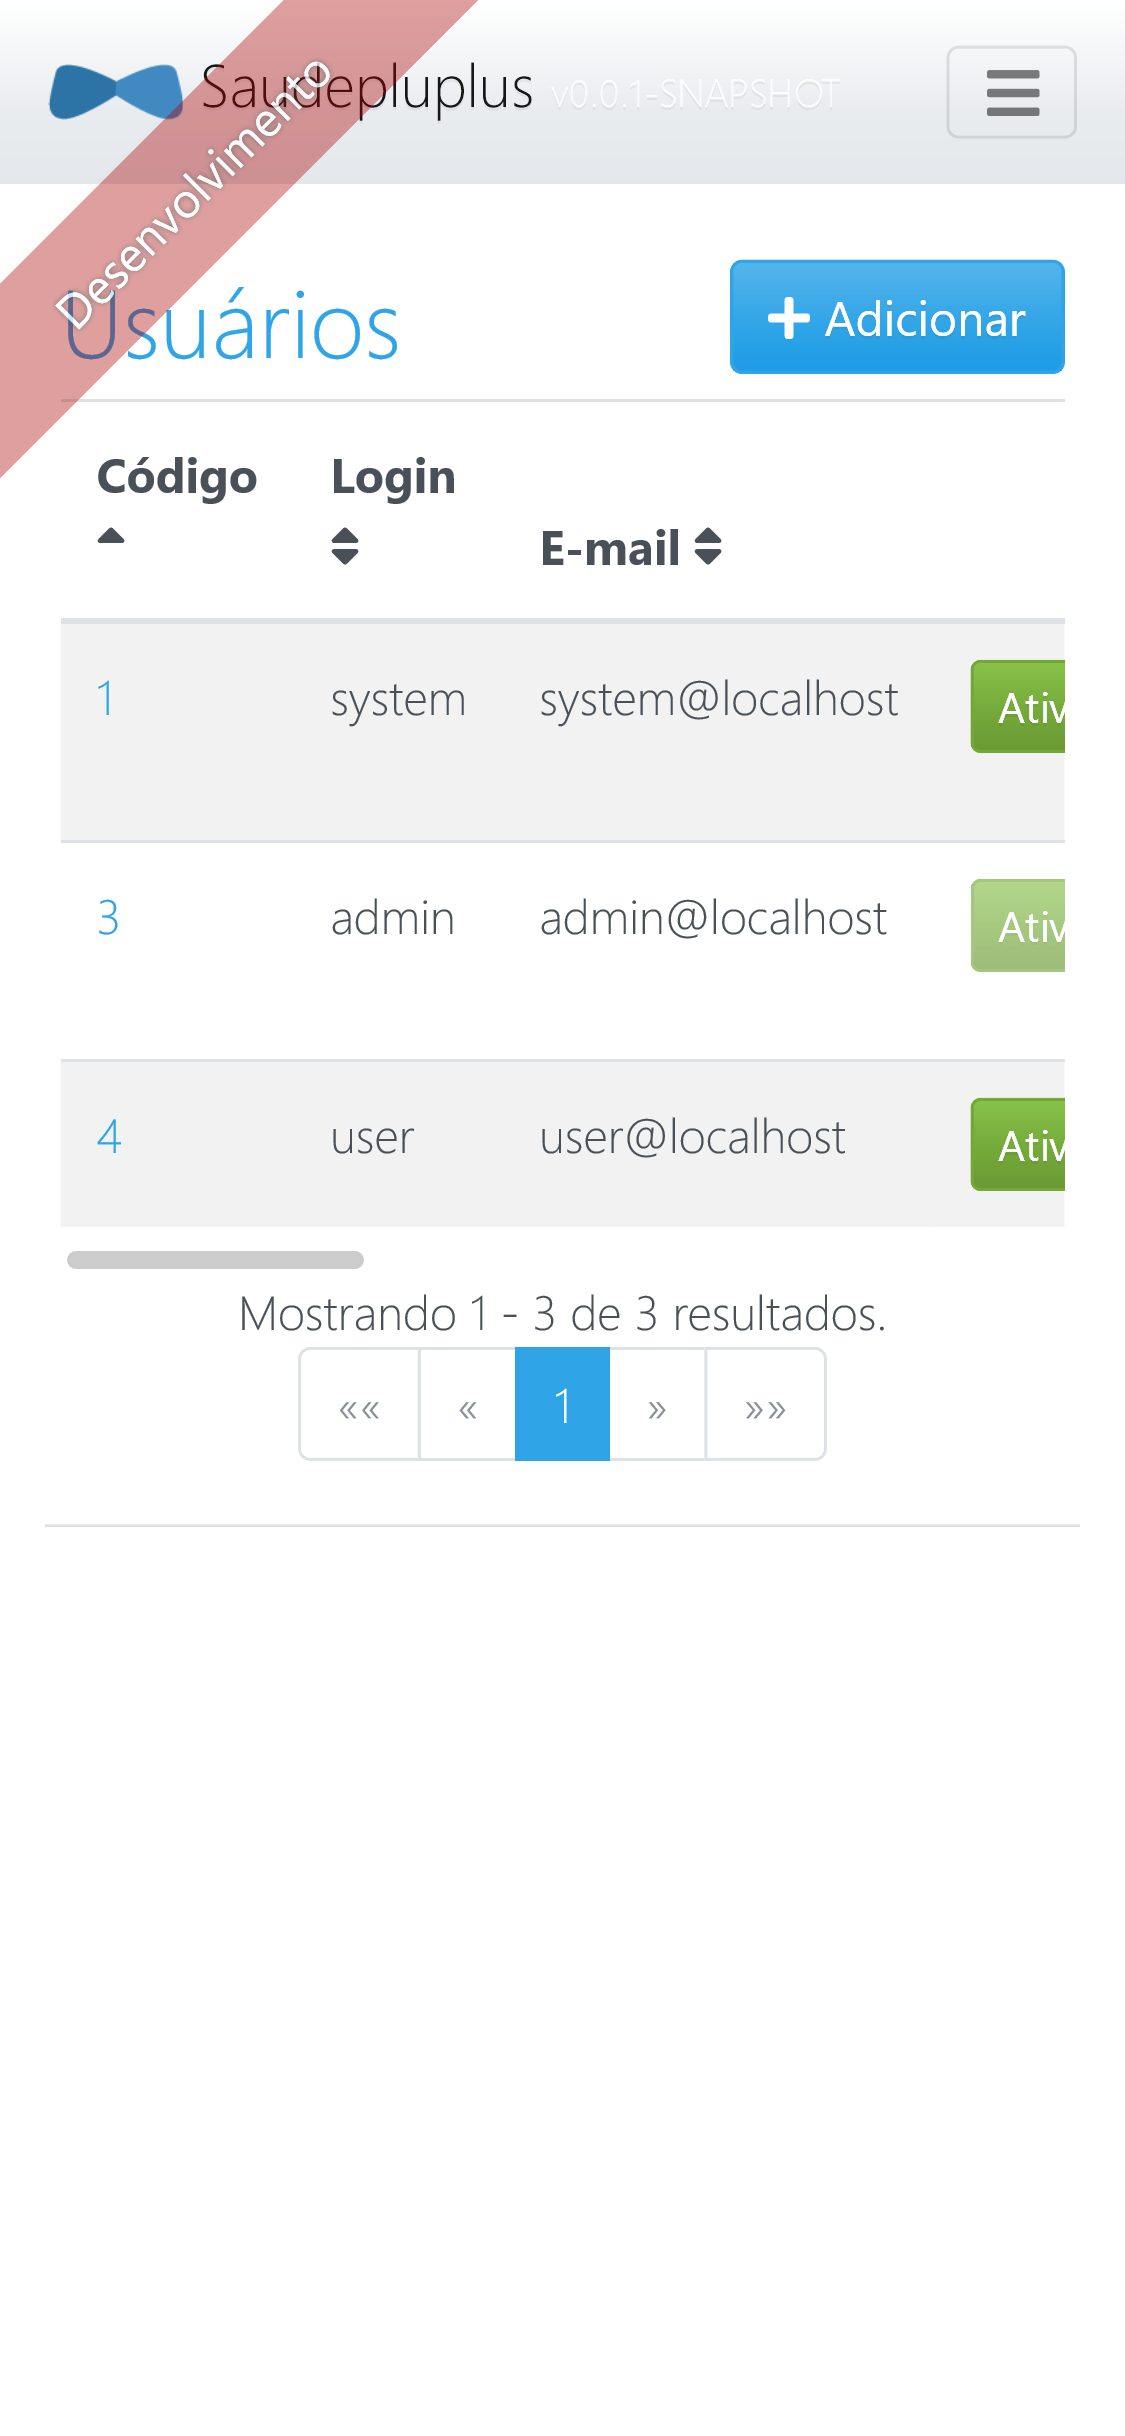 Saudepluplus v0.0.1-SNAPSHOT
Desenvolvimento
Usuários
Adicionar
Código Login E-mail
1 system system@localhost Ativ
3 admin admin@localhost Ativ
4 user user@localhost Ativ
Mostrando 1 - 3 de 3 resultados.
«« « 1 » »»